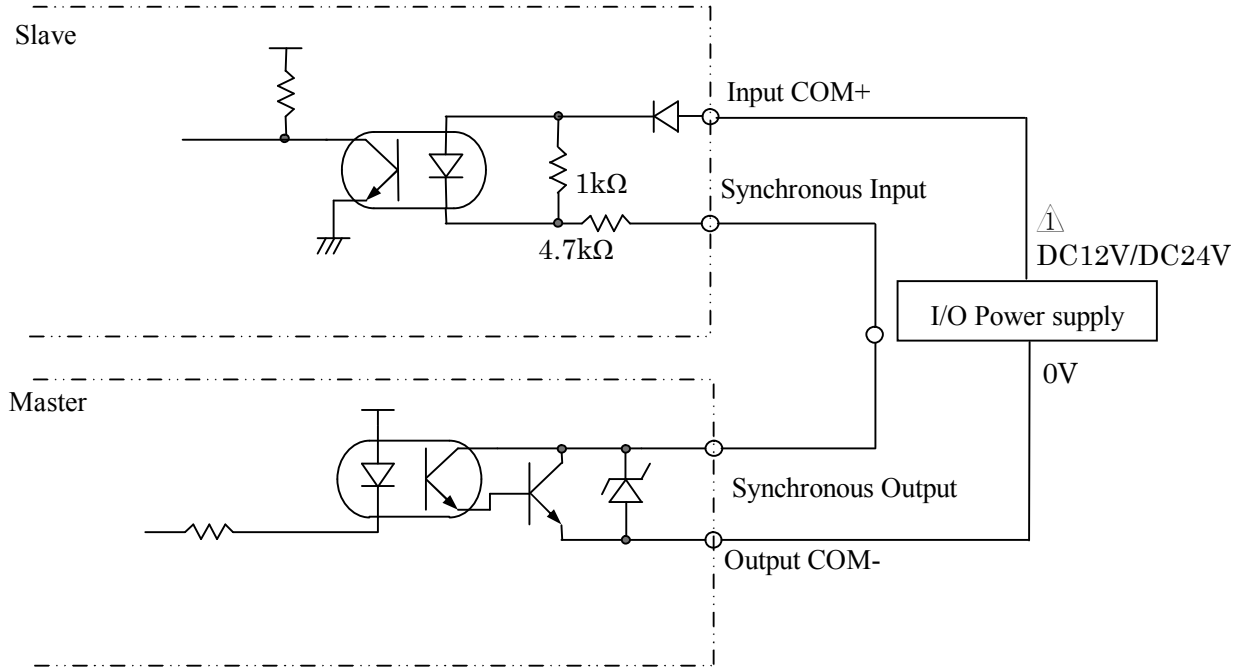 Slave
Input COM+
1kΩ
Synchronous Input
4.7kΩ
1
DC12V/DC24V
I/O Power supply
0V
Master
Synchronous Output
Output COM-